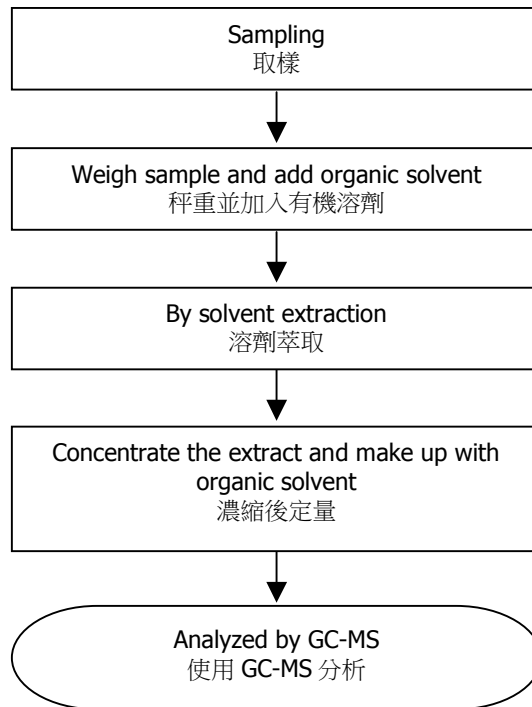 Sampling
取樣
Weigh sample and add organic solvent
秤重並加入有機溶劑
By solvent extraction
溶劑萃取
Concentrate the extract and make up with
organic solvent
濃縮後定量
Analyzed by GC-MS
使用 GC-MS 分析